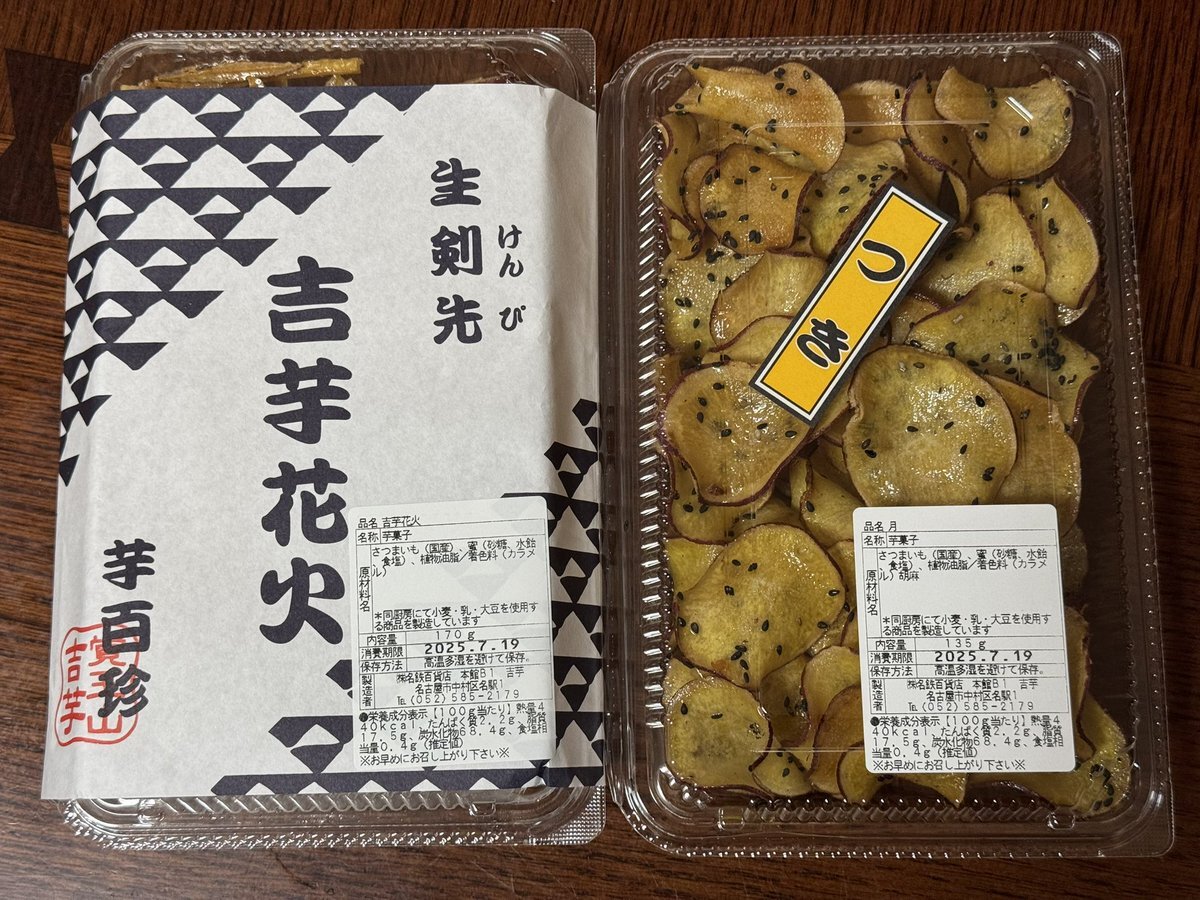 生剣先
けんぴ
吉芋花火
芋百珍
覚王山
吉芋
品名 吉芋花火
名称 芋菓子
原材料名
さつまいも(国産)、蜜(砂糖、水飴
、食塩)、植物油脂/着色料(カラメ
ル)
*同厨房にて小麦・乳・大豆を使用す
る商品を製造しています
内容量 170g
消費期限 2025.7.19
保存方法 高温多湿を避けて保存。
製造者
㈱名鉄百貨店 本館B1 吉芋
名古屋市中村区名駅1
℡(052)585-2179
●栄養成分表示【100g当たり】熱量4
40kcal、たんぱく質2.2g、脂質
17.5g、炭水化物68.4g、食塩相
当量0.4g(推定値)
※お早めにお召し上がり下さい※
つき
品名 月
名称 芋菓子
原材料名
さつまいも(国産)、蜜(砂糖、水飴
、食塩)、植物油脂/着色料(カラメ
ル)胡麻
*同厨房にて小麦・乳・大豆を使用す
る商品を製造しています
内容量 135g
消費期限 2025.7.19
保存方法 高温多湿を避けて保存。
製造者
㈱名鉄百貨店 本館B1 吉芋
名古屋市中村区名駅1
℡(052)585-2179
●栄養成分表示【100g当たり】熱量4
40kcal、たんぱく質2.2g、脂質
17.5g、炭水化物68.4g、食塩相
当量0.4g(推定値)
※お早めにお召し上がり下さい※